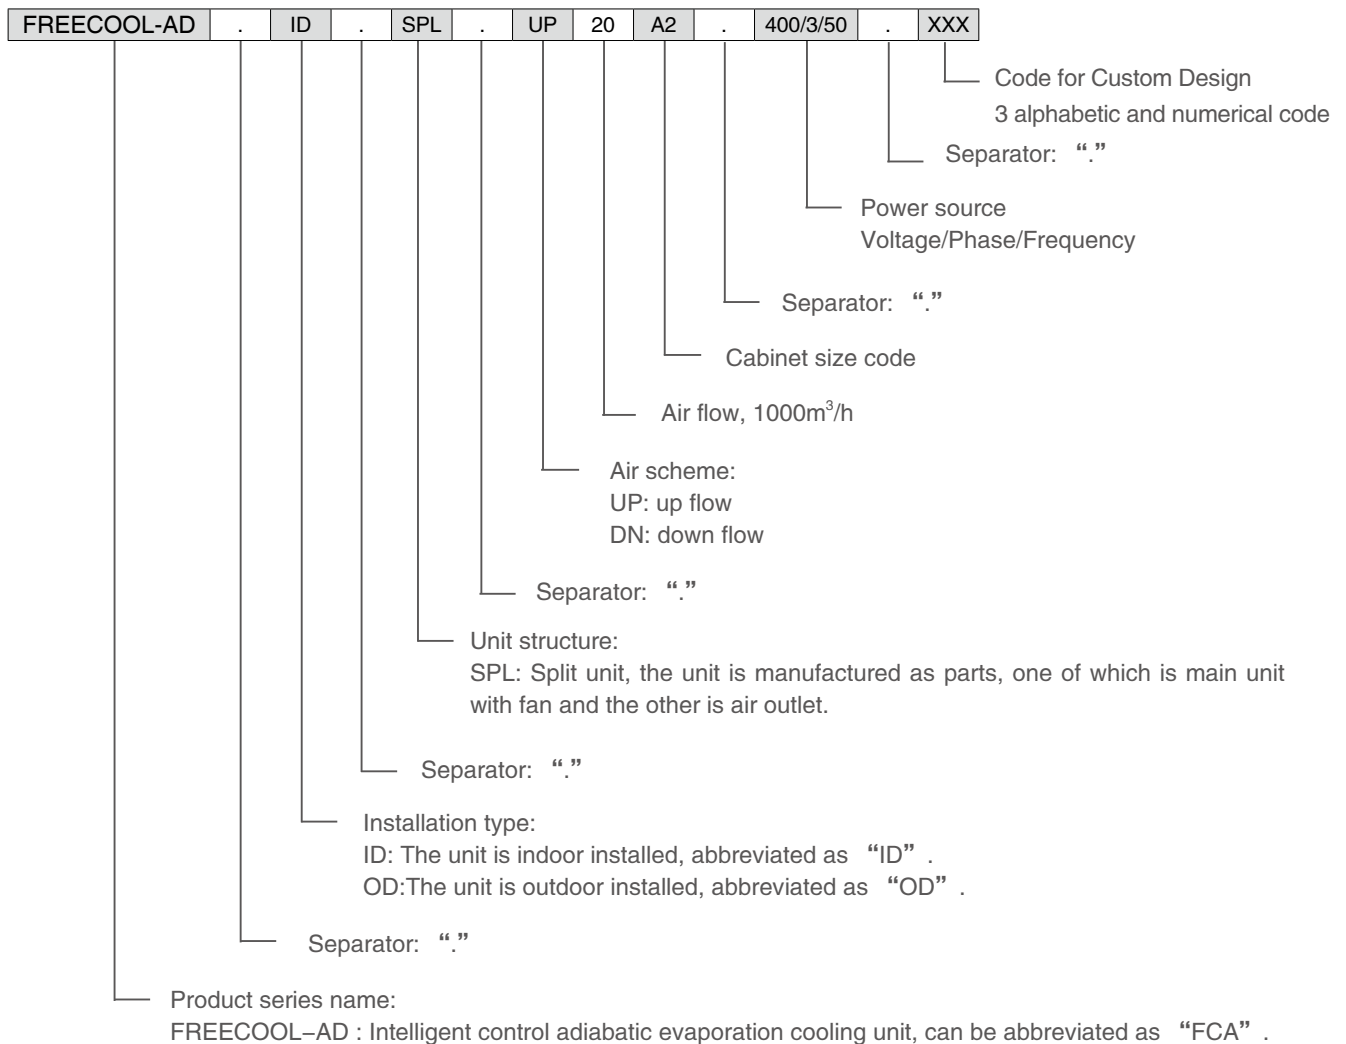 FREECOOL-AD . ID . SPL . UP 20 A2 . 400/3/50 . XXX
Code for Custom Design
3 alphabetic and numerical code
Separator: “.”
Power source
Voltage/Phase/Frequency
Separator: “.”
Cabinet size code
Air flow, 1000m³/h
Air scheme:
UP: up flow
DN: down flow
Separator: “.”
Unit structure:
SPL: Split unit, the unit is manufactured as parts, one of which is main unit
with fan and the other is air outlet.
Separator: “.”
Installation type:
ID: The unit is indoor installed, abbreviated as “ID” .
OD:The unit is outdoor installed, abbreviated as “OD” .
Separator: “.”
Product series name:
FREECOOL–AD : Intelligent control adiabatic evaporation cooling unit, can be abbreviated as “FCA” .